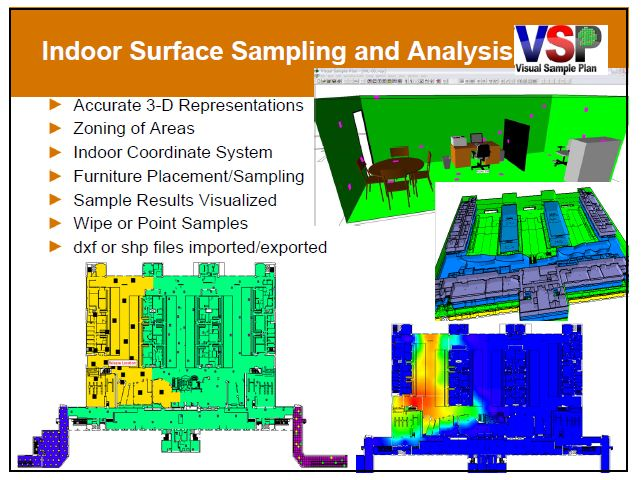 Indoor Surface Sampling and Analysis
VSP
Visual Sample Plan
Accurate 3-D Representations
Zoning of Areas
Indoor Coordinate System
Furniture Placement/Sampling
Sample Results Visualized
Wipe or Point Samples
dxf or shp files imported/exported